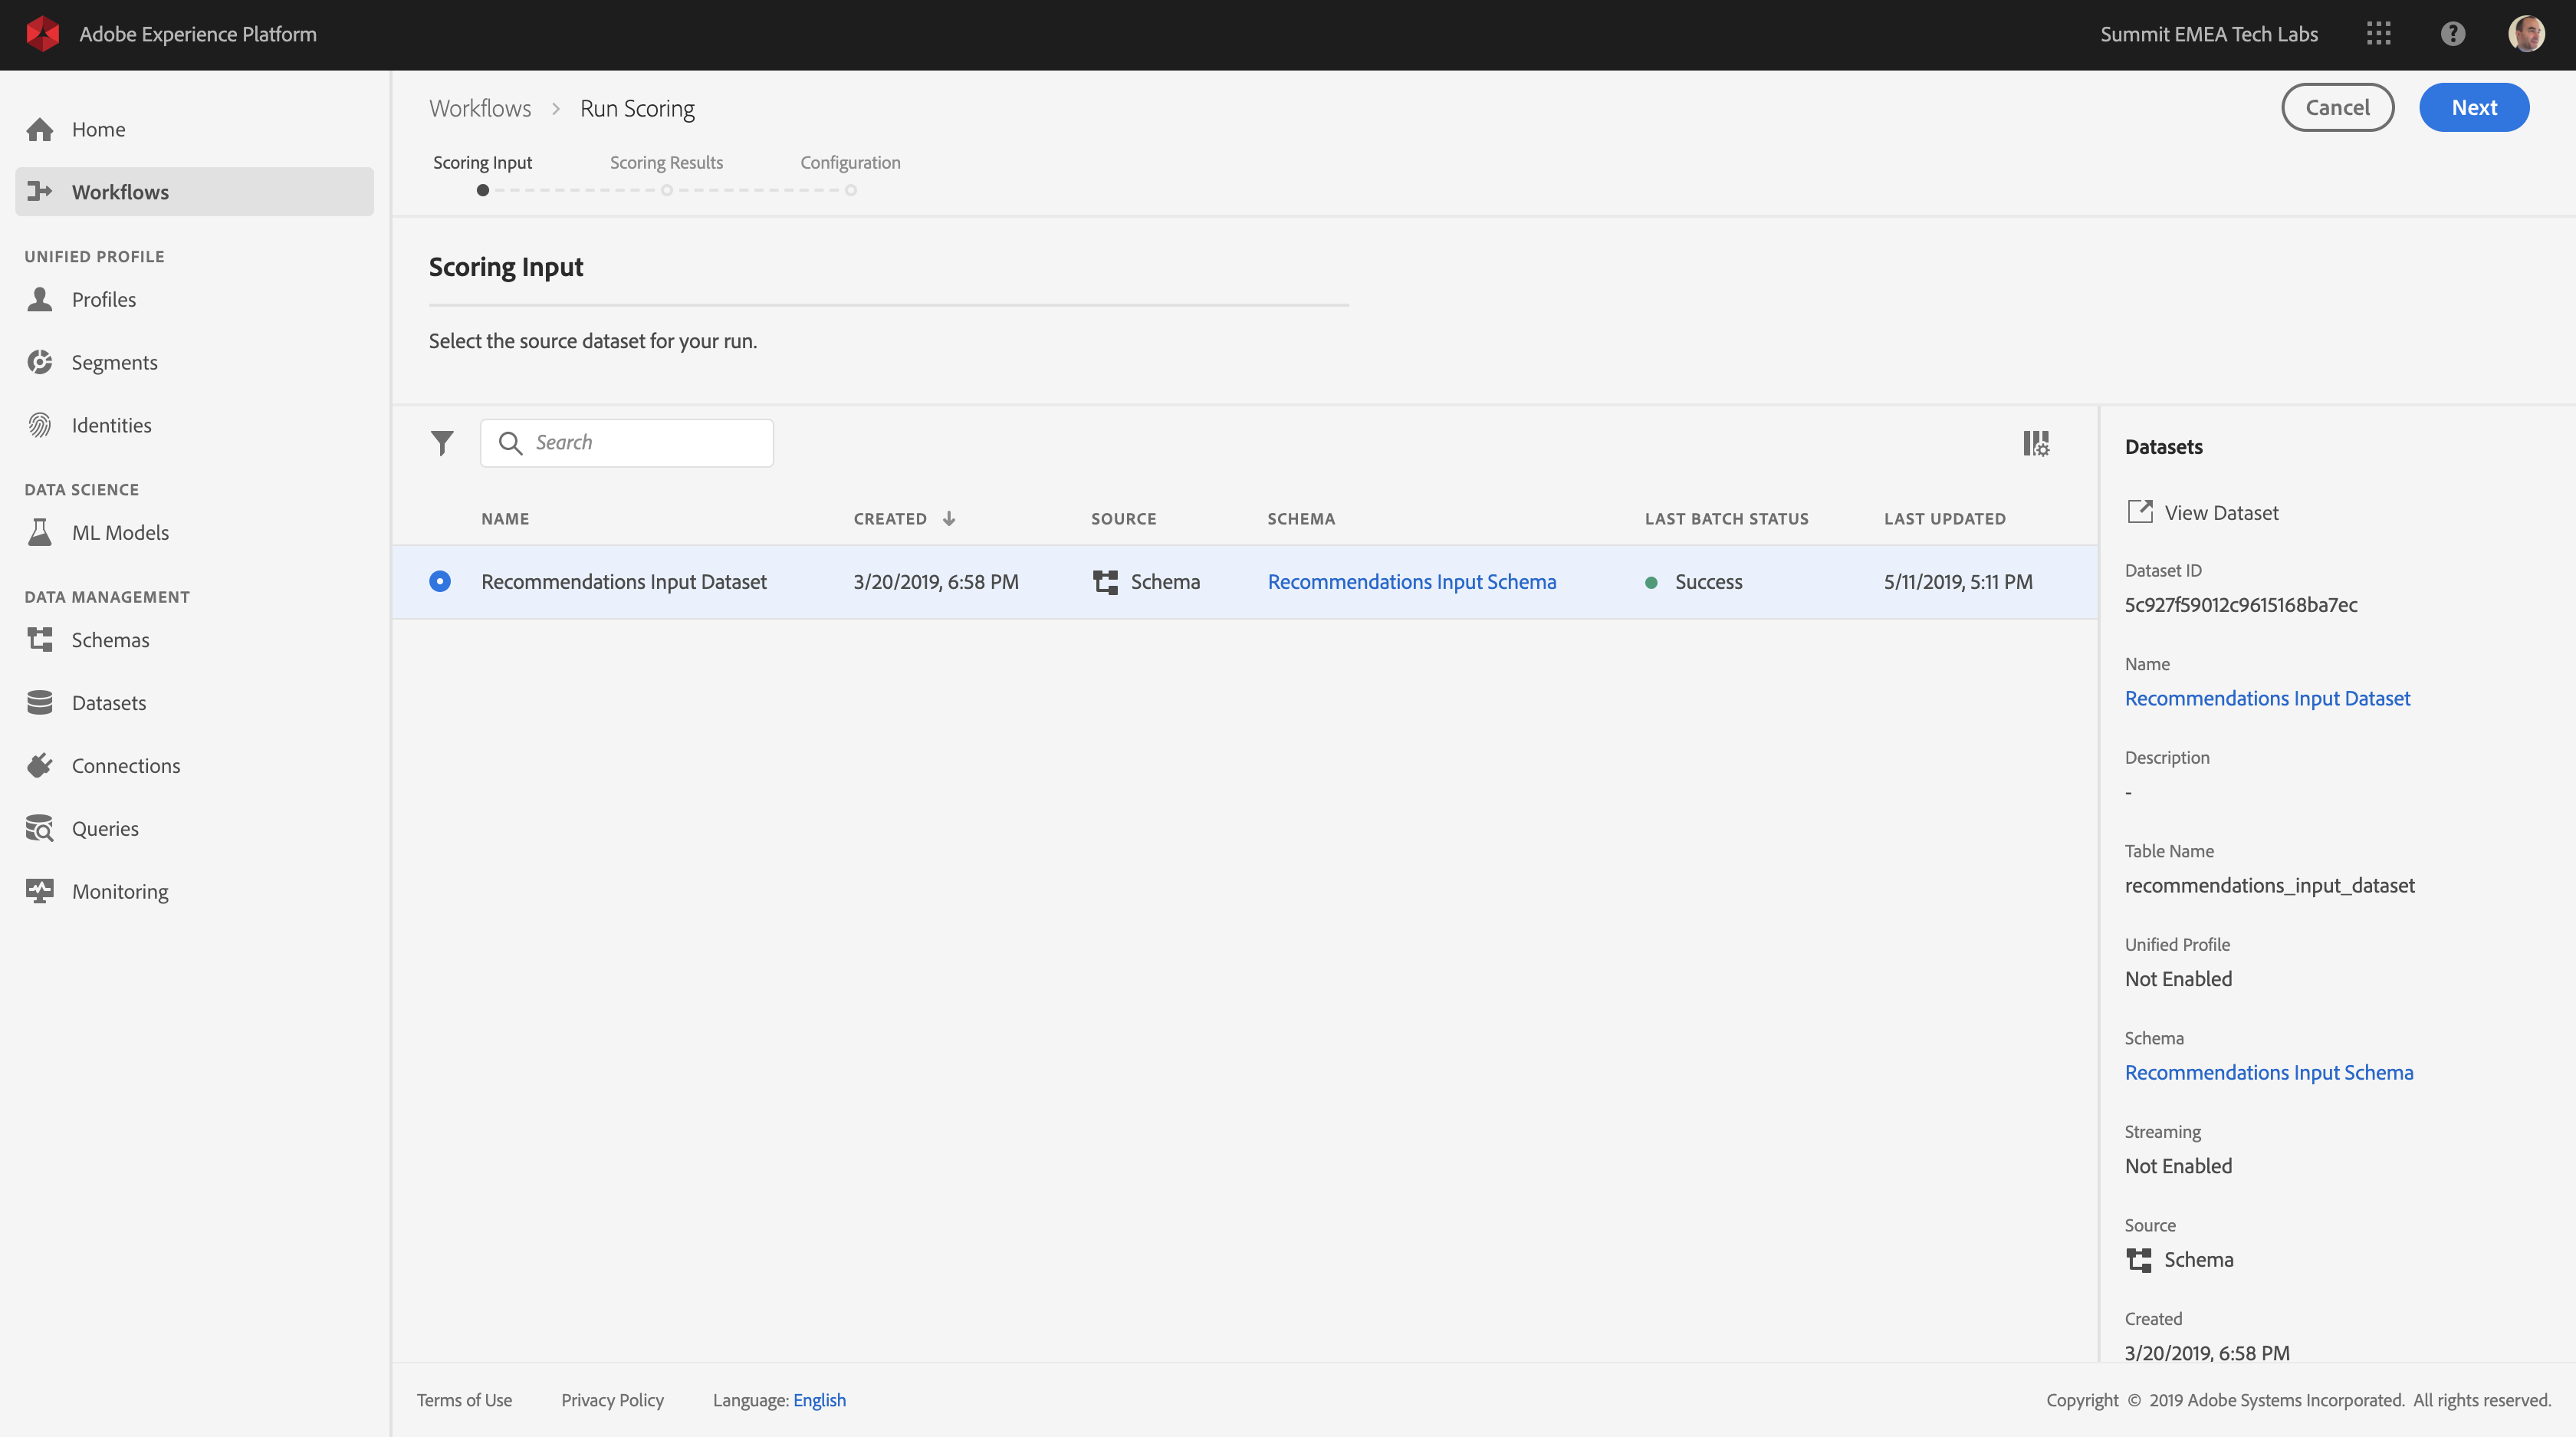 Adobe Experience Platform
Summit EMEA Tech Labs
Home
Workflows
UNIFIED PROFILE
Profiles
Segments
Identities
DATA SCIENCE
ML Models
DATA MANAGEMENT
Schemas
Datasets
Connections
Queries
Monitoring
Workflows > Run Scoring
Cancel
Next
Scoring Input Scoring Results Configuration
Scoring Input
Select the source dataset for your run.
Search
NAME CREATED SOURCE SCHEMA LAST BATCH STATUS LAST UPDATED
Recommendations Input Dataset 3/20/2019, 6:58 PM Schema Recommendations Input Schema Success 5/11/2019, 5:11 PM
Datasets
View Dataset
Dataset ID
5c927f59012c9615168ba7ec
Name
Recommendations Input Dataset
Description
-
Table Name
recommendations_input_dataset
Unified Profile
Not Enabled
Schema
Recommendations Input Schema
Streaming
Not Enabled
Source
Schema
Created
3/20/2019, 6:58 PM
Terms of Use Privacy Policy Language: English
Copyright © 2019 Adobe Systems Incorporated. All rights reserved.